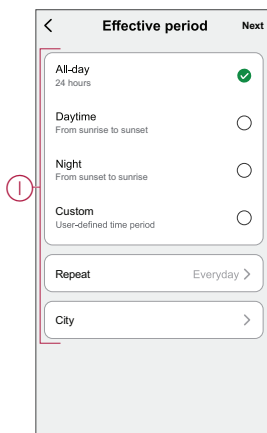 Effective period Next
All-day
24 hours
Daytime
From sunrise to sunset
Night
From sunset to sunrise
I
Custom
User-defined time period
Repeat Everyday
City